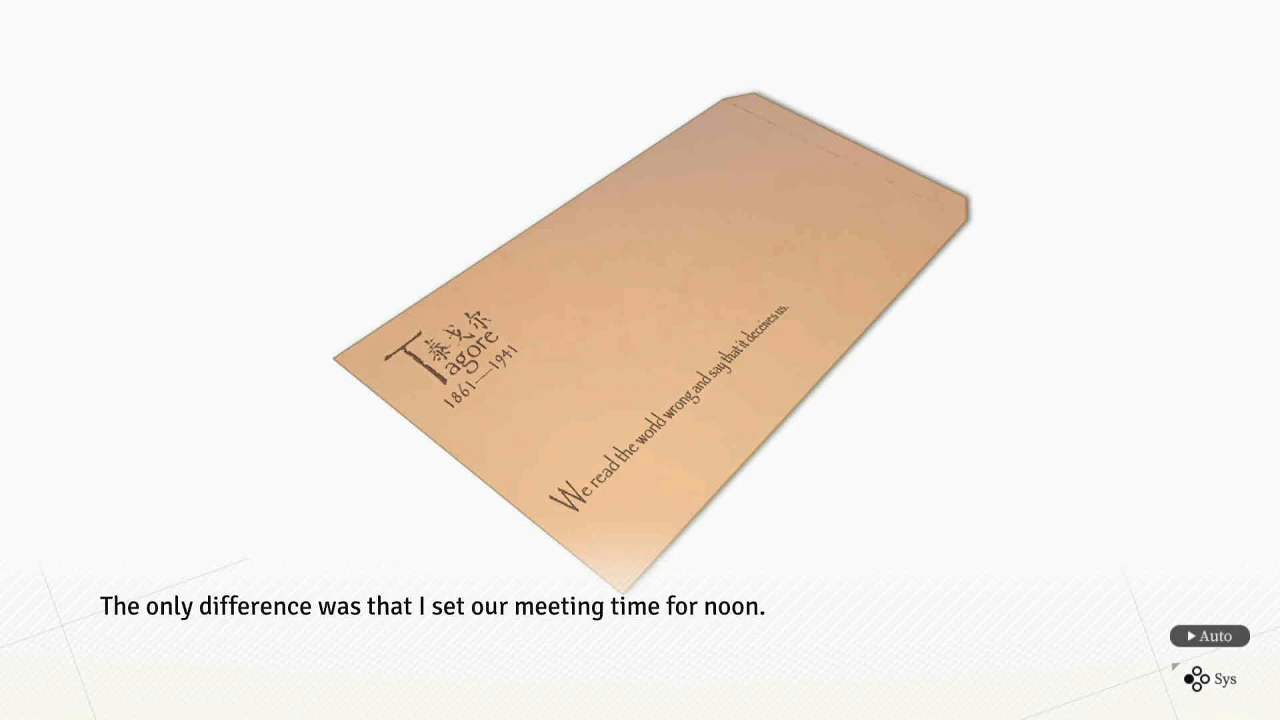 泰戈尔
Tagore
1861—1941
We read the world wrong and say that it deceives us.
The only difference was that I set our meeting time for noon.
Auto
Sys